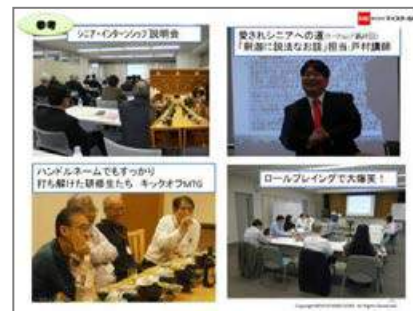 参考
シニア・インターンシップ説明会
愛されシニアへの道
「釈迦に説法なお話」担当:戸村講師
ハンドルネームでもすっかり
打ち解けた研修生たち キックオフMTG
ロールプレイングで大爆笑!